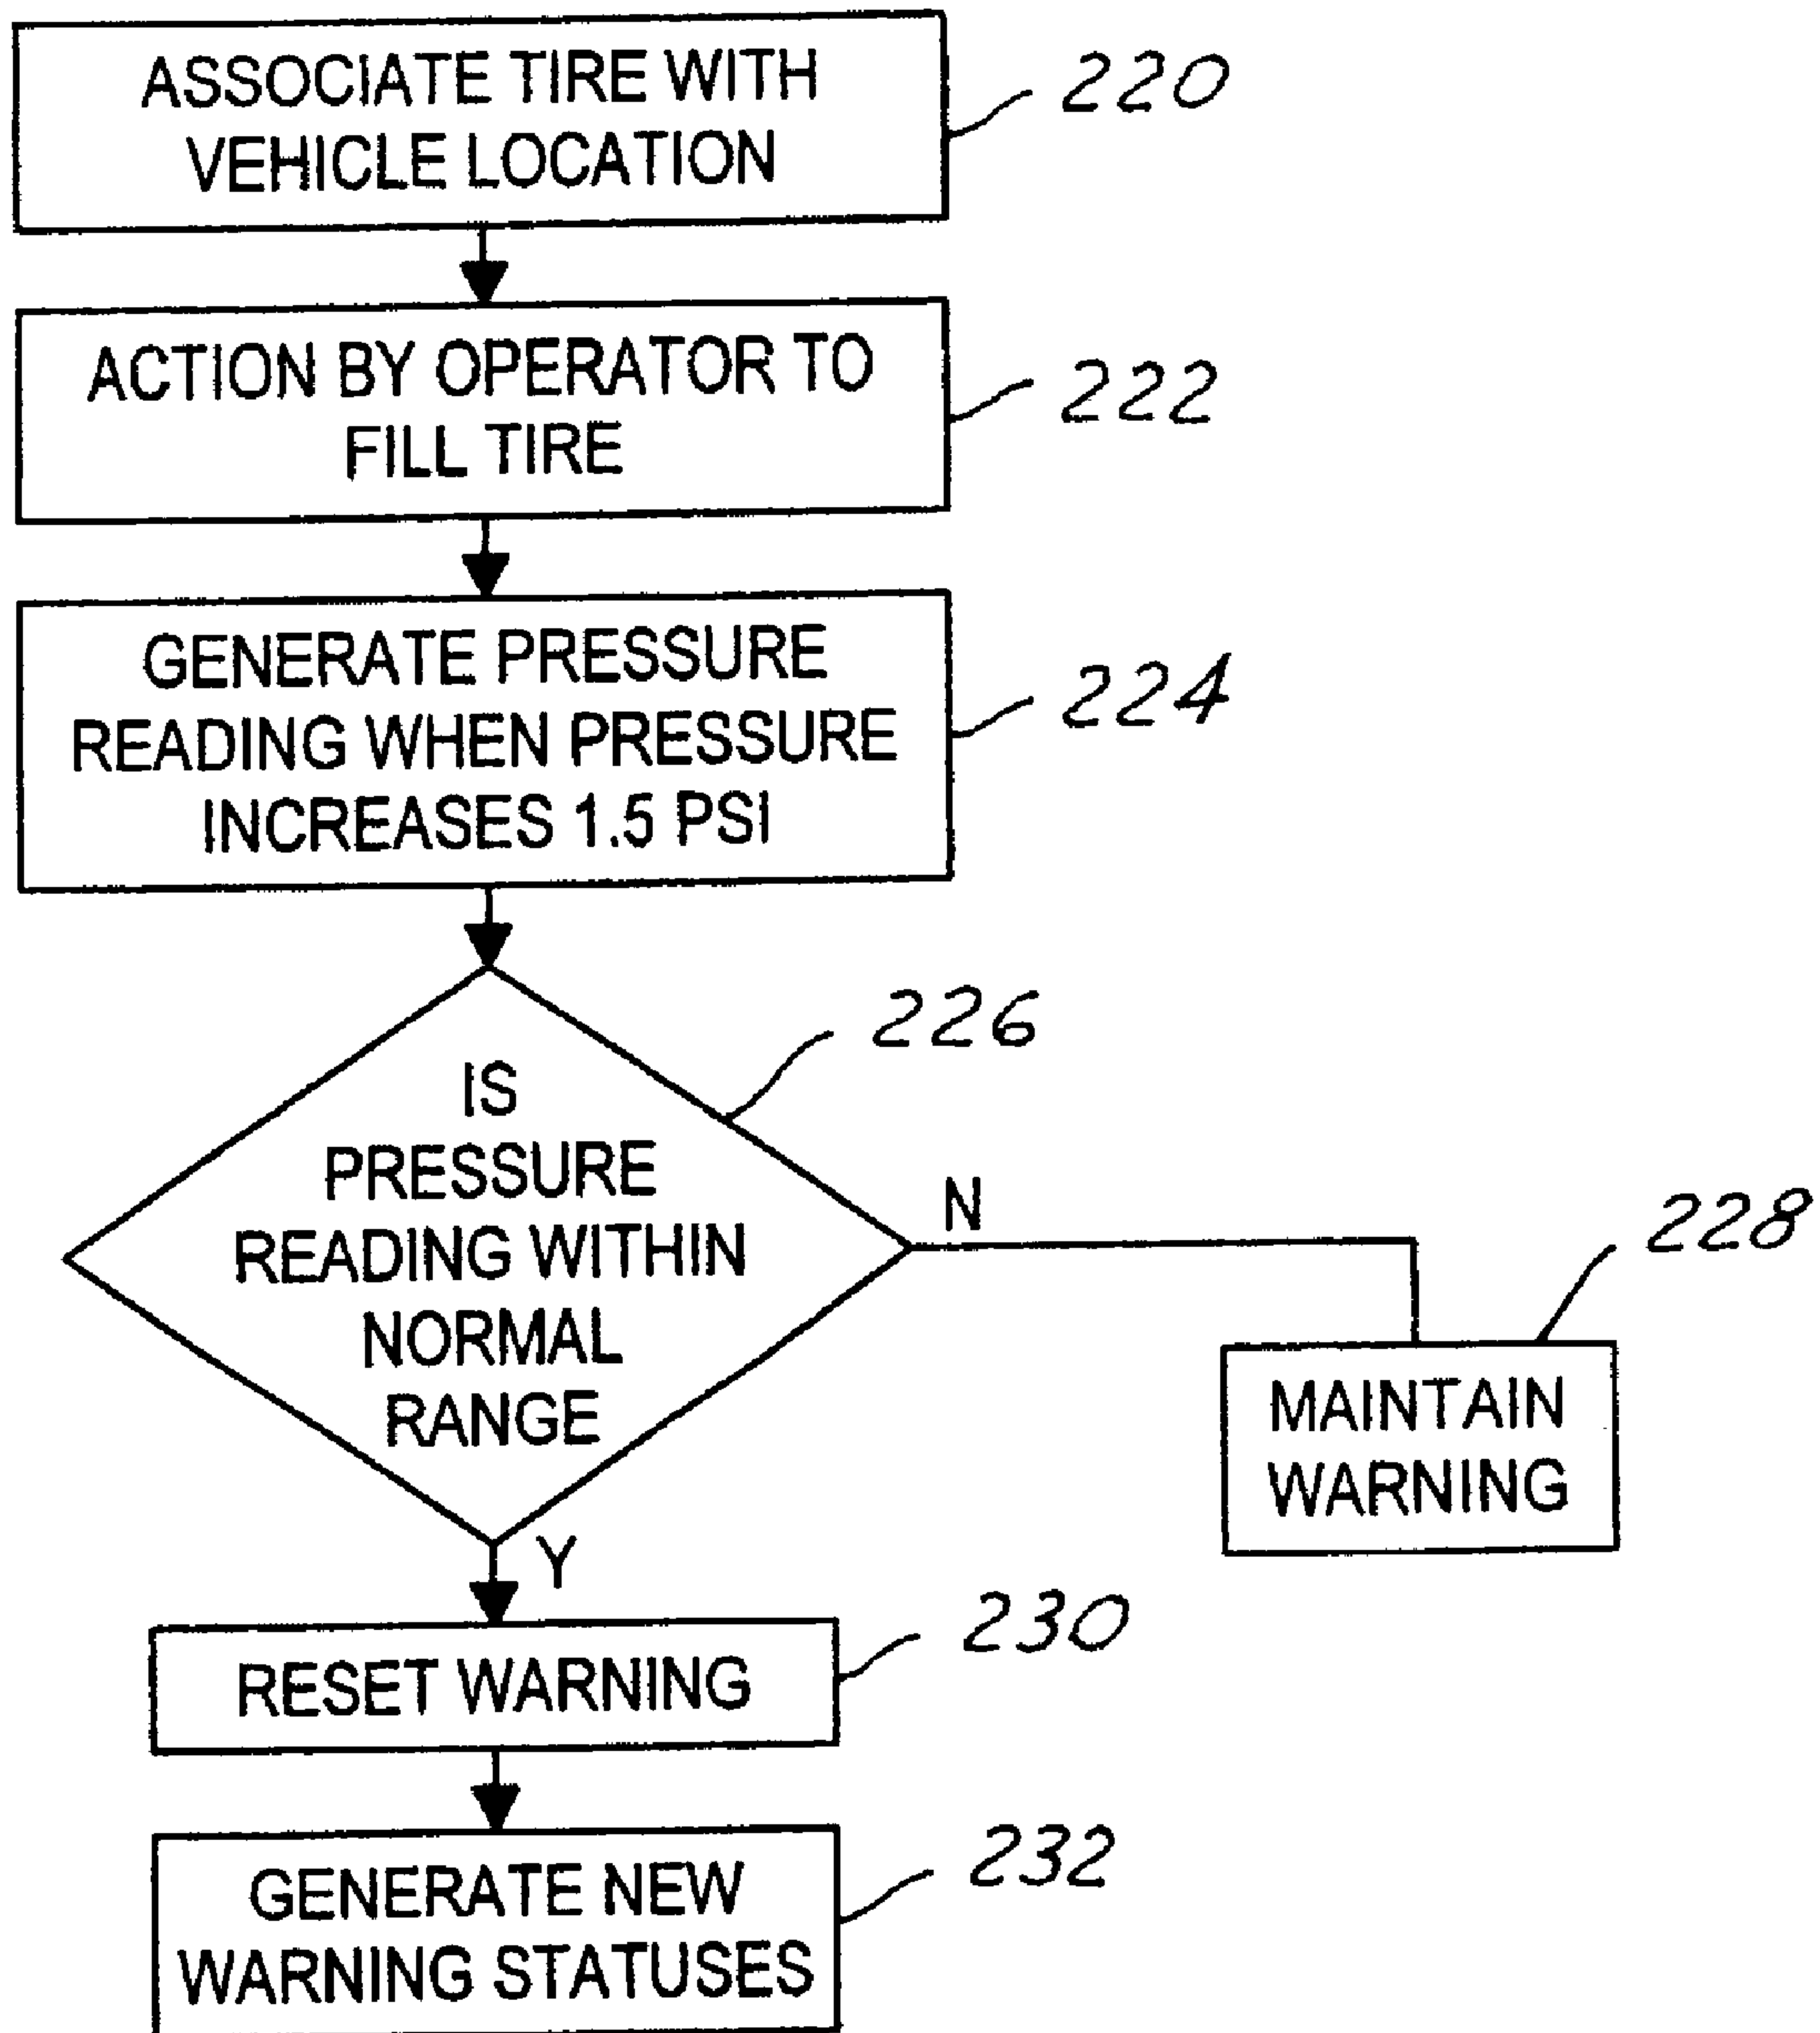 ASSOCIATE TIRE WITH
VEHICLE LOCATION
220
ACTION BY OPERATOR TO
FILL TIRE
222
GENERATE PRESSURE
READING WHEN PRESSURE
INCREASES 1.5 PSI
224
IS
PRESSURE
READING WITHIN
NORMAL
RANGE
226
N
228
MAINTAIN
WARNING
Y
RESET WARNING
230
GENERATE NEW
WARNING STATUSES
232